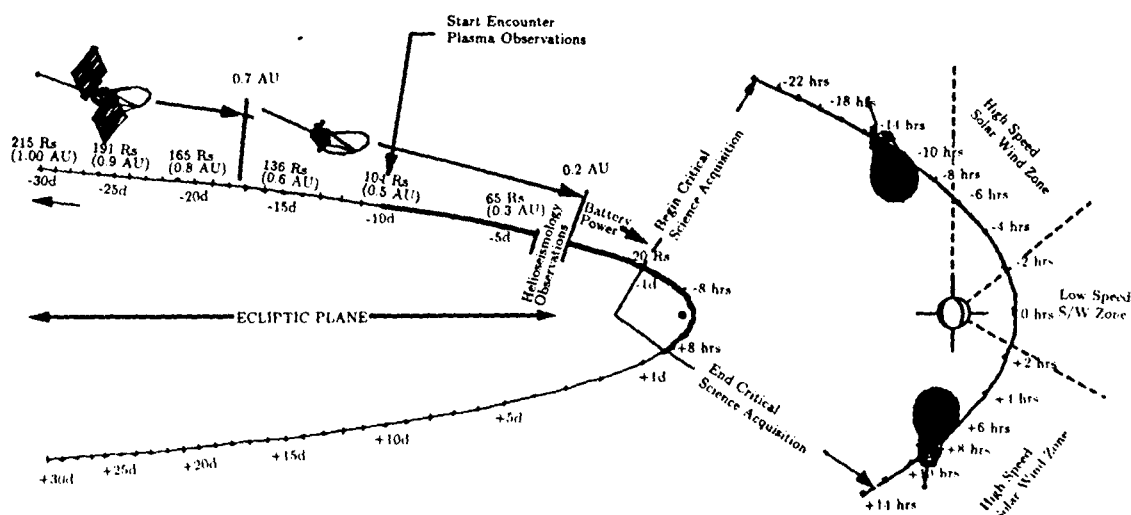 Start Encounter
Plasma Observations
0.7 AU
0.2 AU
215 Rs
(1.00 AU)
-30d
191 Rs
(0.9 AU)
-25d
165 Rs
(0.8 AU)
-20d
136 Rs
(0.6 AU)
-15d
(0.5 AU)
-10d
65 Rs
(0.3 AU)
-5d
Helioseismology
Observations
Battery
Power
20 Rs
-1d
-8 hrs
ECLIPTIC PLANE
+8 hrs
+1d
+5d
+10d
+15d
+20d
+25d
+30d
Begin Critical
Science Acquisition
End Critical
Science Acquisition
-22 hrs
-18 hrs
-14 hrs
-10 hrs
-8 hrs
-6 hrs
-4 hrs
-2 hrs
0 hrs
+2 hrs
+4 hrs
+6 hrs
+8 hrs
+10 hrs
+14 hrs
High Speed
Solar Wind Zone
Low Speed
S/W Zone
High Speed
Solar Wind Zone